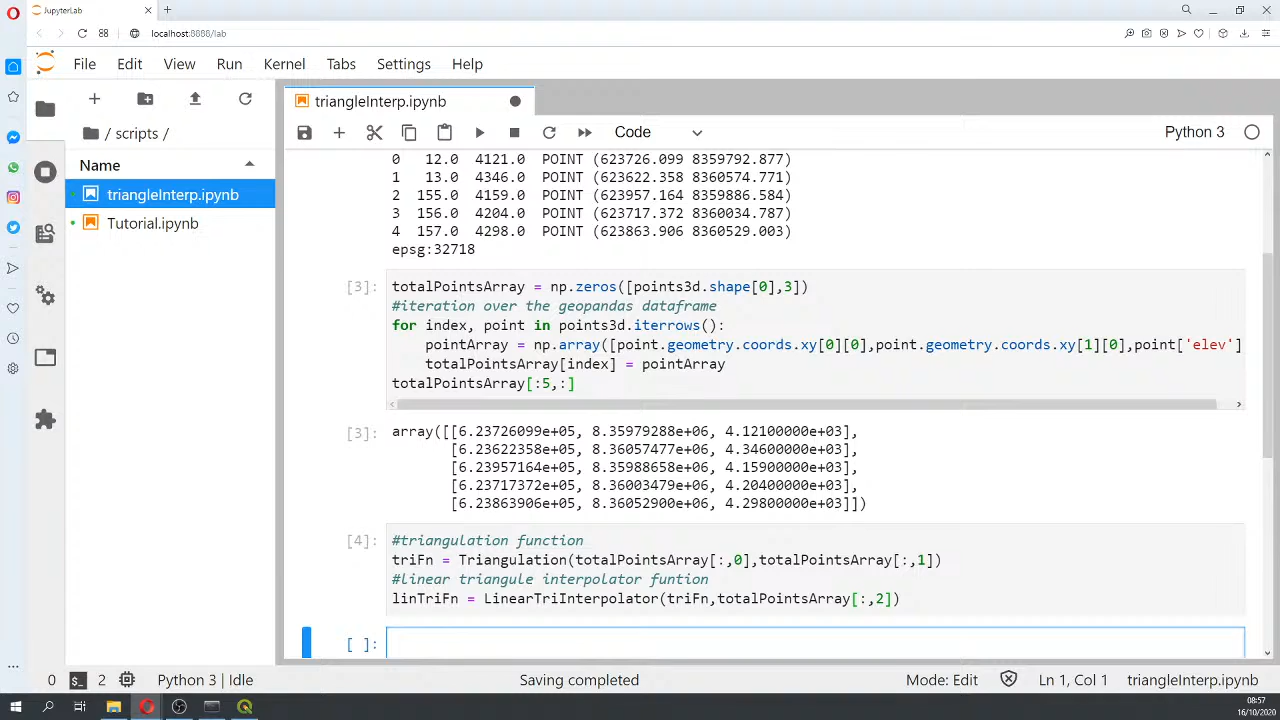 JupyterLab
localhost:8888/lab
File Edit View Run Kernel Tabs Settings Help
triangleInterp.ipynb
/ scripts /
Code
Python 3
Name
triangleInterp.ipynb
Tutorial.ipynb
0 12.0 4121.0 POINT (623726.099 8359792.877)
1 13.0 4346.0 POINT (623622.358 8360574.771)
2 155.0 4159.0 POINT (623957.164 8359886.584)
3 156.0 4204.0 POINT (623717.372 8360034.787)
4 157.0 4298.0 POINT (623863.906 8360529.003)
epsg:32718
[3]: totalPointsArray = np.zeros([points3d.shape[0],3])
#iteration over the geopandas dataframe
for index, point in points3d.iterrows():
pointArray = np.array([point.geometry.coords.xy[0][0],point.geometry.coords.xy[1][0],point['elev']
totalPointsArray[index] = pointArray
totalPointsArray[:5,:]
[3]: array([[6.23726099e+05, 8.35979288e+06, 4.12100000e+03],
[6.23622358e+05, 8.36057477e+06, 4.34600000e+03],
[6.23957164e+05, 8.35988658e+06, 4.15900000e+03],
[6.23717372e+05, 8.36003479e+06, 4.20400000e+03],
[6.23863906e+05, 8.36052900e+06, 4.29800000e+03]])
[4]: #triangulation function
triFn = Triangulation(totalPointsArray[:,0],totalPointsArray[:,1])
#linear triangule interpolator funtion
linTriFn = LinearTriInterpolator(triFn,totalPointsArray[:,2])
[ ]:
0 2 Python 3 | Idle Saving completed Mode: Edit Ln 1, Col 1 triangleInterp.ipynb
08:57
16/10/2020